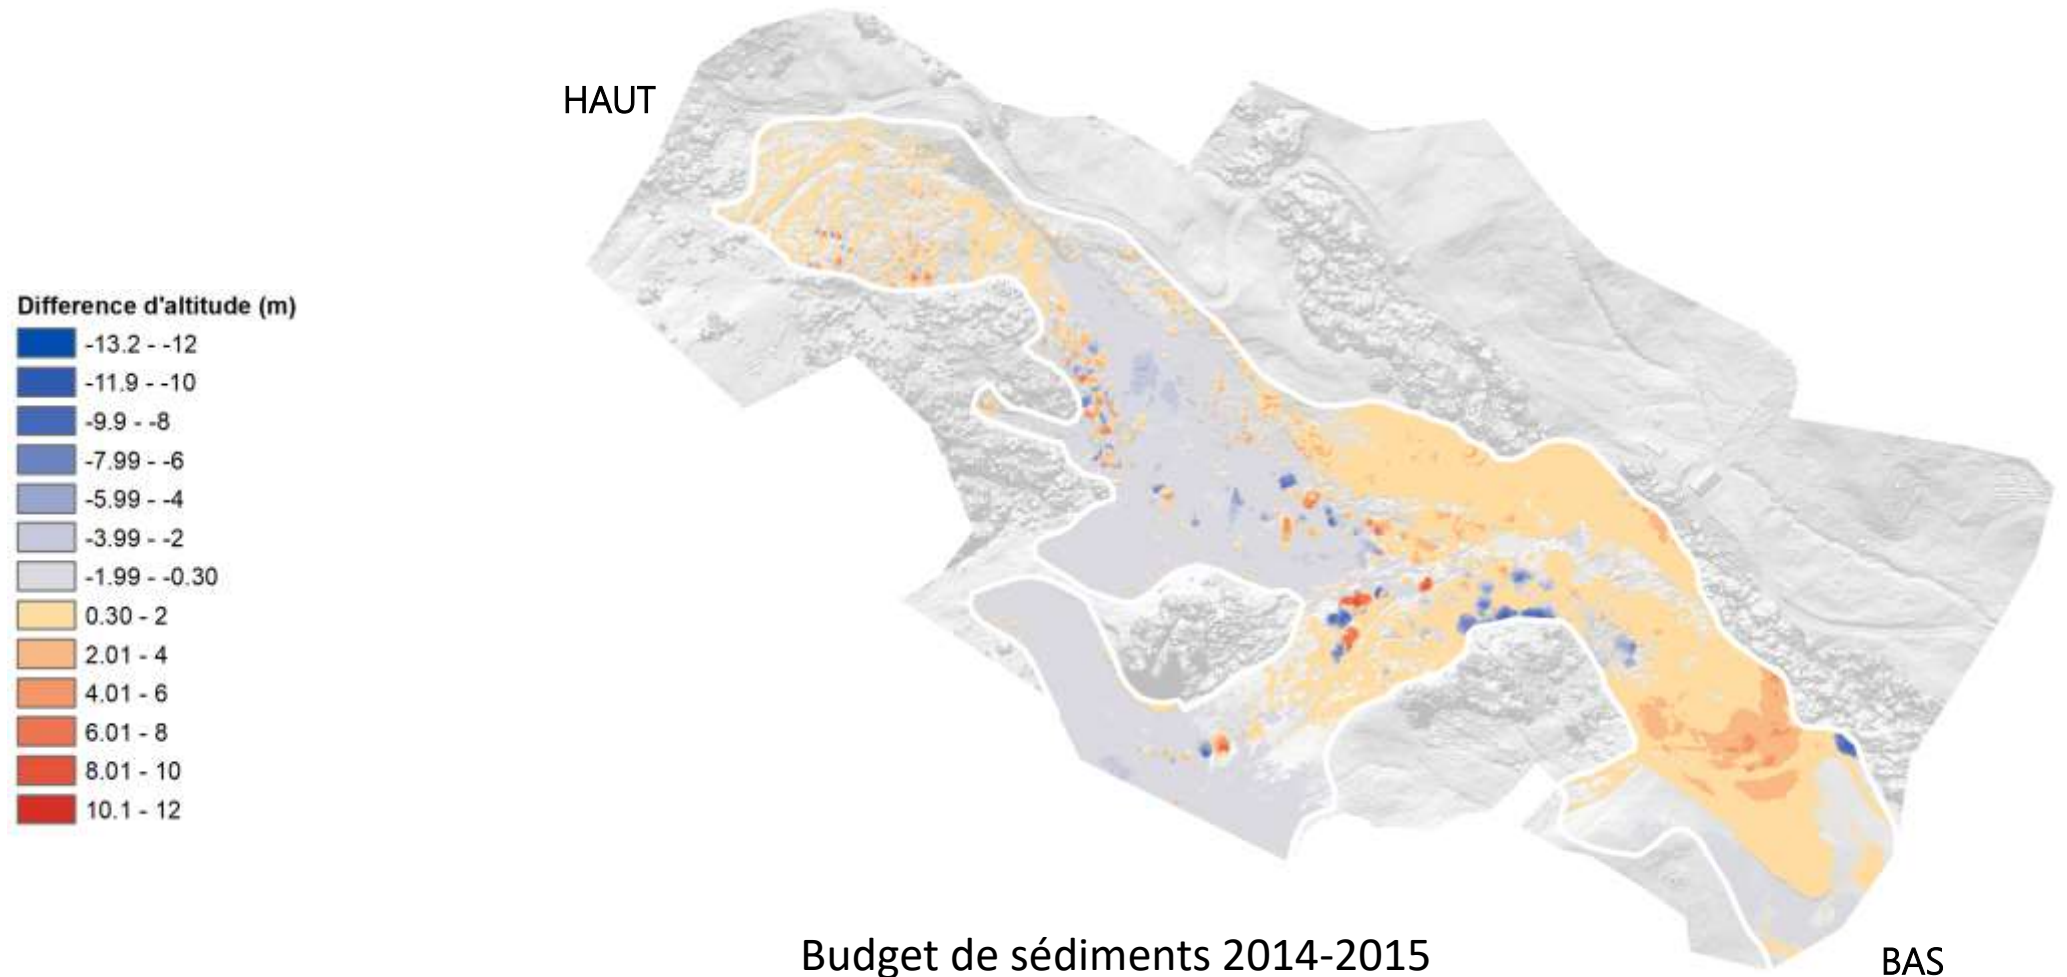 HAUT
Difference d'altitude (m)
-13.2 - -12
-11.9 - -10
-9.9 - -8
-7.99 - -6
-5.99 - -4
-3.99 - -2
-1.99 - -0.30
0.30 - 2
2.01 - 4
4.01 - 6
6.01 - 8
8.01 - 10
10.1 - 12
Budget de sédiments 2014-2015
BAS